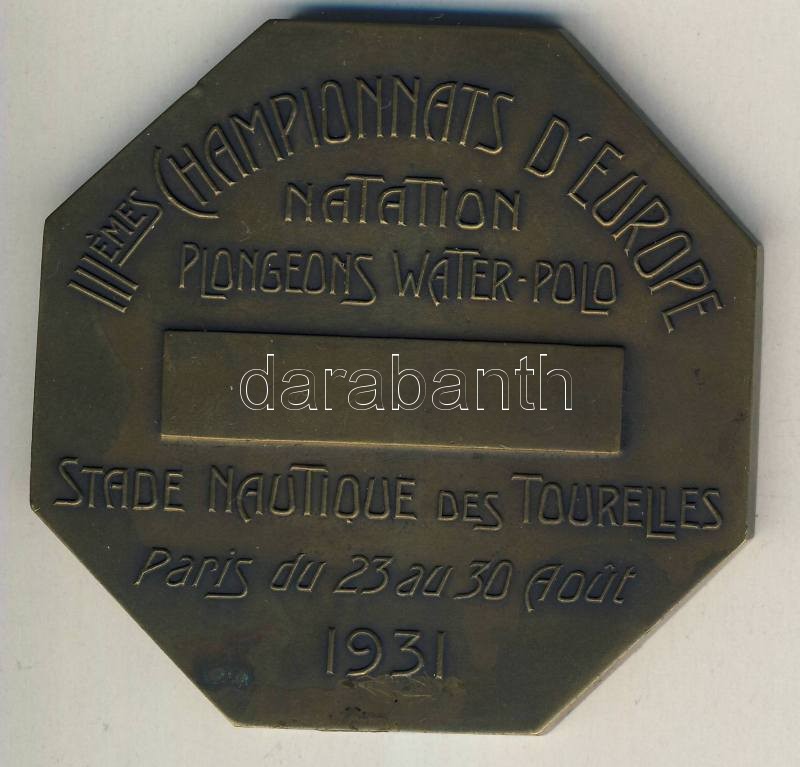 IIIÈMES CHAMPIONNATS D'EUROPE
NATATION
PLONGEONS WATER-POLO
darabanth
STADE NAUTIQUE DES TOURELLES
Paris du 23 au 30 Août
1931